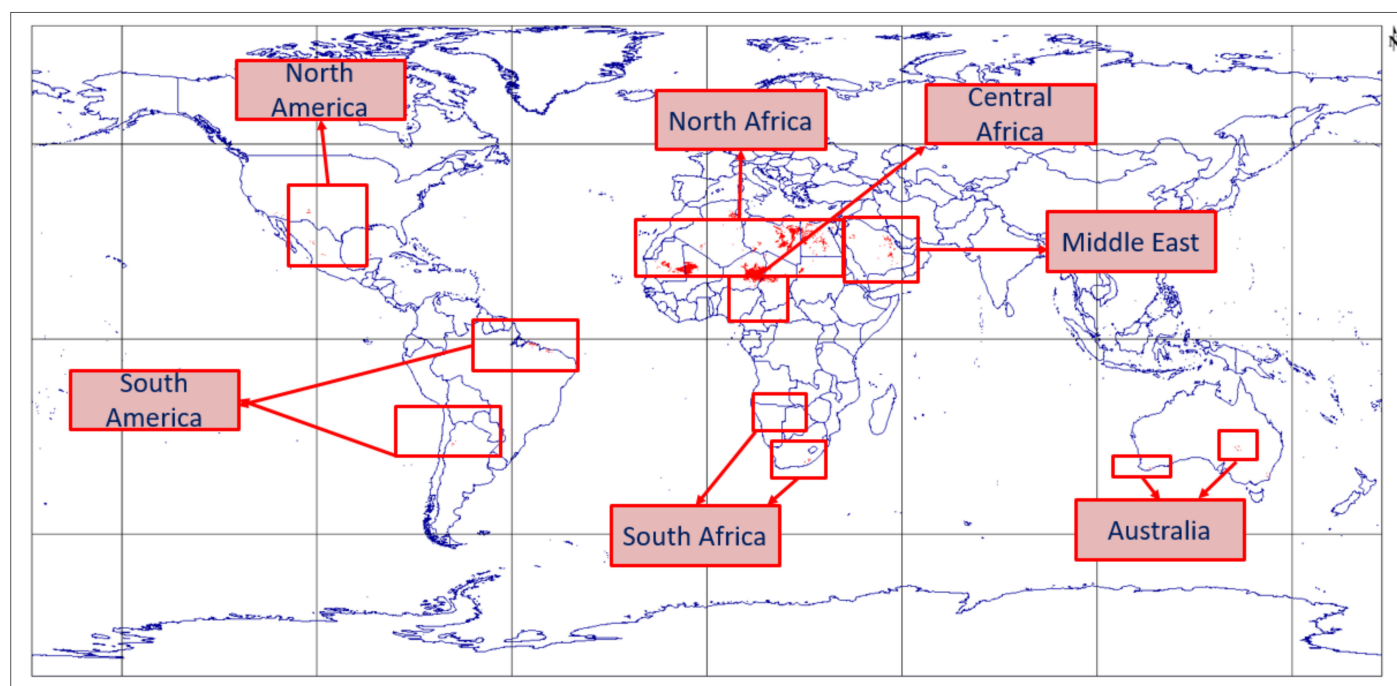 North
America
North Africa
Central
Africa
Middle East
South
America
South Africa
Australia
N